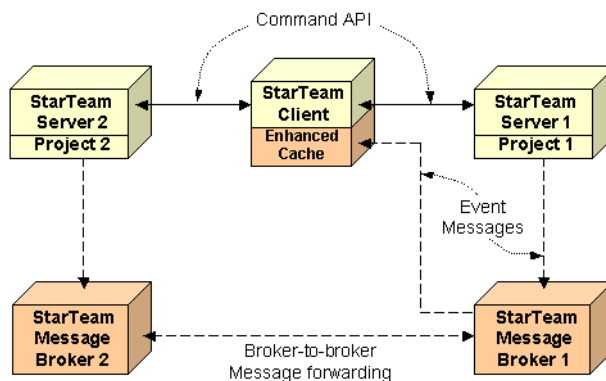 Command API
StarTeam
Server 2
Project 2
StarTeam
Client
Enhanced
Cache
StarTeam
Server 1
Project 1
Event
Messages
StarTeam
Message
Broker 2
Broker-to-broker
Message forwarding
StarTeam
Message
Broker 1